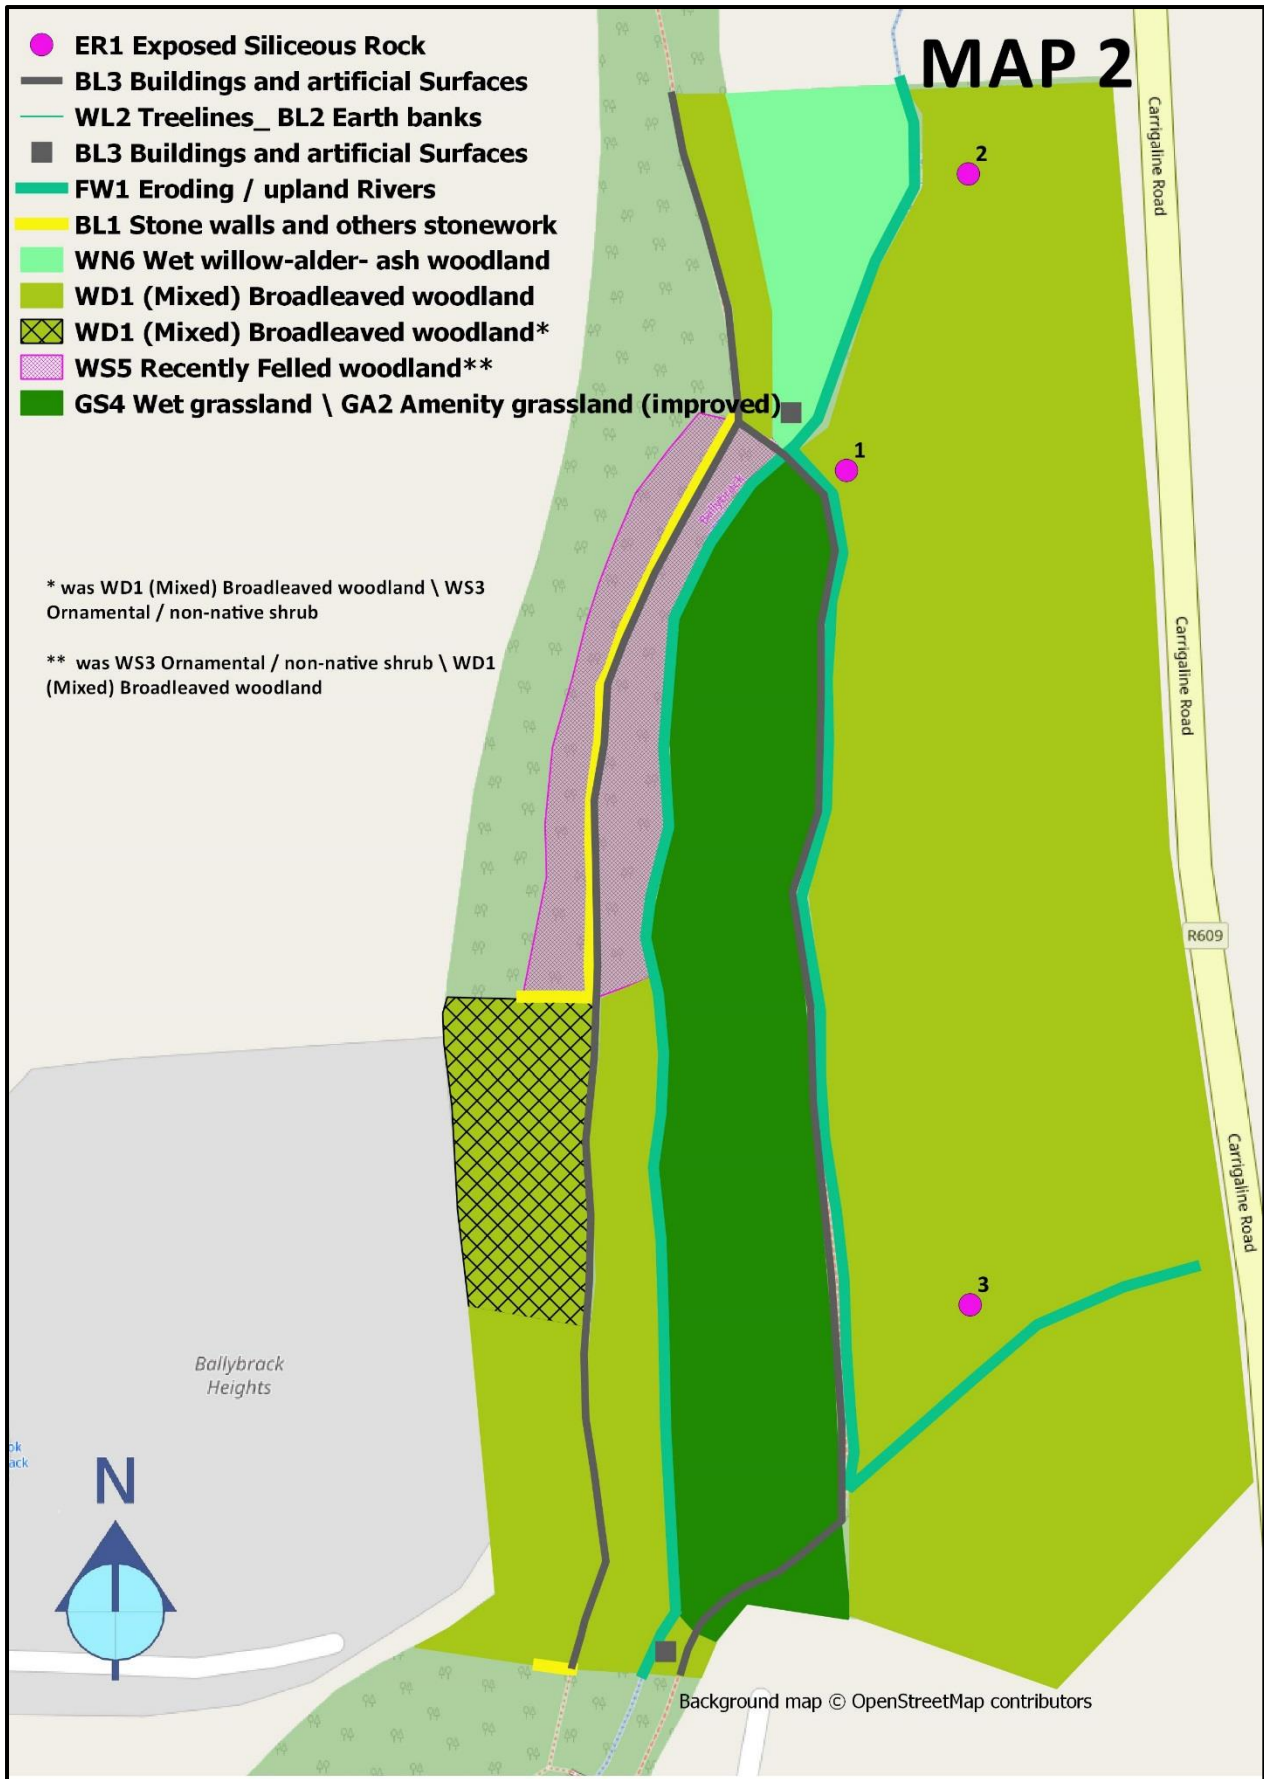 MAP 2
ER1 Exposed Siliceous Rock
BL3 Buildings and artificial Surfaces
WL2 Treelines_ BL2 Earth banks
BL3 Buildings and artificial Surfaces
FW1 Eroding / upland Rivers
BL1 Stone walls and others stonework
WN6 Wet willow-alder- ash woodland
WD1 (Mixed) Broadleaved woodland
WD1 (Mixed) Broadleaved woodland*
WS5 Recently Felled woodland**
GS4 Wet grassland \ GA2 Amenity grassland (improved)
Carrigaline Road
2
1
Ballybrack
* was WD1 (Mixed) Broadleaved woodland \ WS3
Ornamental / non-native shrub
** was WS3 Ornamental / non-native shrub \ WD1
(Mixed) Broadleaved woodland
Carrigaline Road
R609
Carrigaline Road
3
Ballybrack
Heights
ok
ack
N
Background map © OpenStreetMap contributors